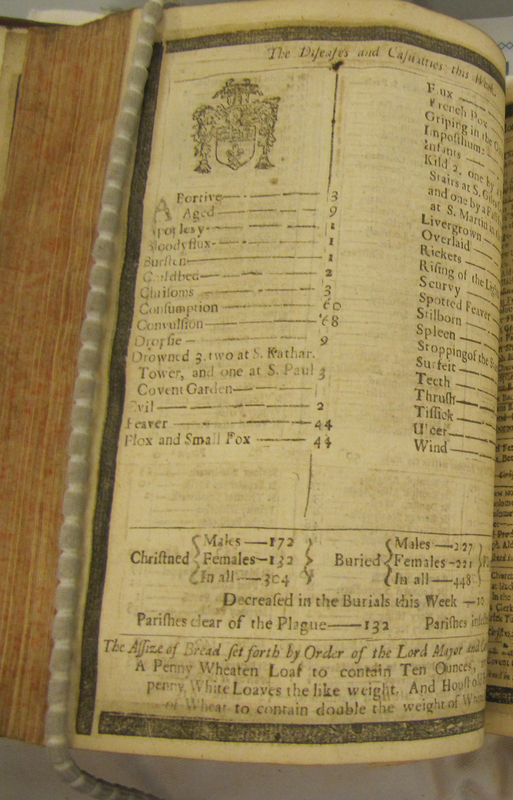 The Diseases and Casualties this Week.
Abortive 3
Aged 9
Apoplexy 1
Bloody flux 1
Bursten 1
Childbed 2
Chrisoms 3
Consumption 60
Convulsion 68
Dropsie 9
Drowned 3. two at S. Kathar.
Tower, and one at S. Paul 3
Covent Garden
Evil 2
Feaver 44
Flox and Small Pox 44
Flux
French Pox
Griping in the
Imposthume
Infants
Kild 2, one by
Stairs at S.
and one by a
at S. Martin
Livergrown
Overlaid
Rickets
Rising of the
Scurvy
Spotted Feaver
Stilborn
Spleen
Stopping of the
Surfeit
Teeth
Thrush
Tissick
Ulcer
Wind
Christned { Males 172
Females 132
In all 304 }
Buried { Males 227
Females 221
In all 448 }
Decreased in the Burials this Week
Parishes clear of the Plague 132 Parishes
The Assize of Bread set forth by Order of the Lord Mayor and
A Penny Wheaten Loaf to contain Ten Ounces,
penny White Loaves the like weight. And
of Wheat to contain double the weight of